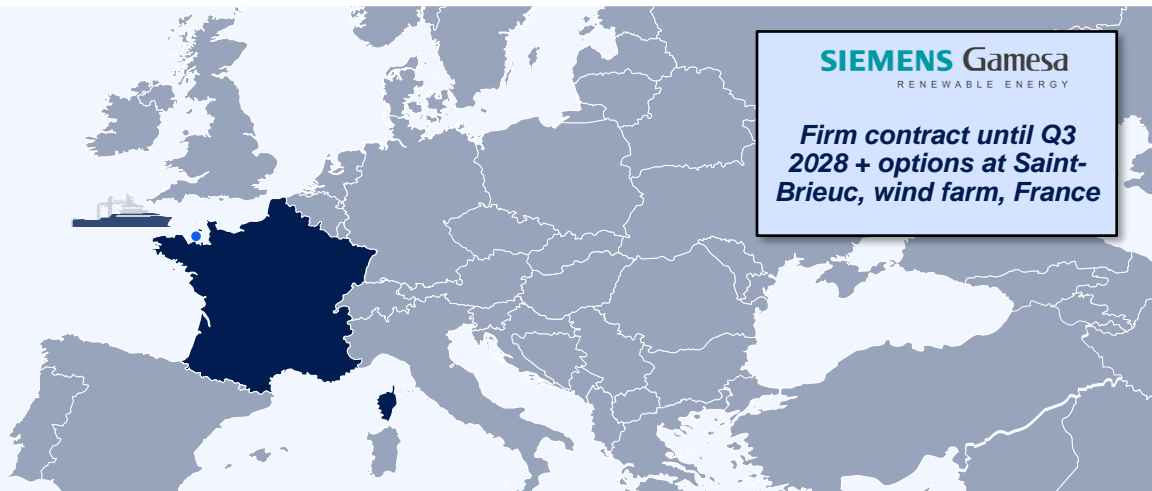 SIEMENS Gamesa
RENEWABLE ENERGY
Firm contract until Q3
2028 + options at Saint-
Brieuc, wind farm, France